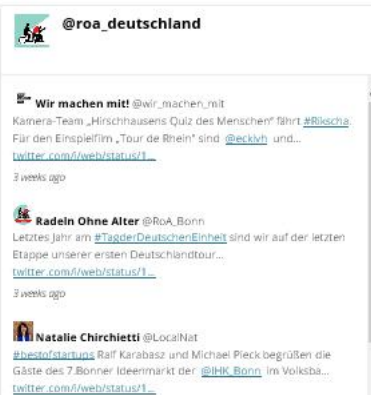 @roa_deutschland
Wir machen mit! @wir_machen_mit
Kamera-Team „Hirschhausens Quiz des Menschen" fährt #Rikscha.
Für den Einspielfilm „Tour de Rhein" sind @eckivh und...
twitter.com/i/web/status/1...
3 weeks ago
Radeln Ohne Alter @RoA_Bonn
Letztes Jahr am #TagderDeutschenEinheit sind wir auf der letzten
Etappe unserer ersten Deutschlandtour...
twitter.com/i/web/status/1...
3 weeks ago
Natalie Chirchietti @LocalNat
#bestofstartups Ralf Karabasz und Michael Pieck begrüßen die
Gäste des 7.Bonner Ideenmarkt der @IHK_Bonn im Volksba...
twitter.com/i/web/status/1...